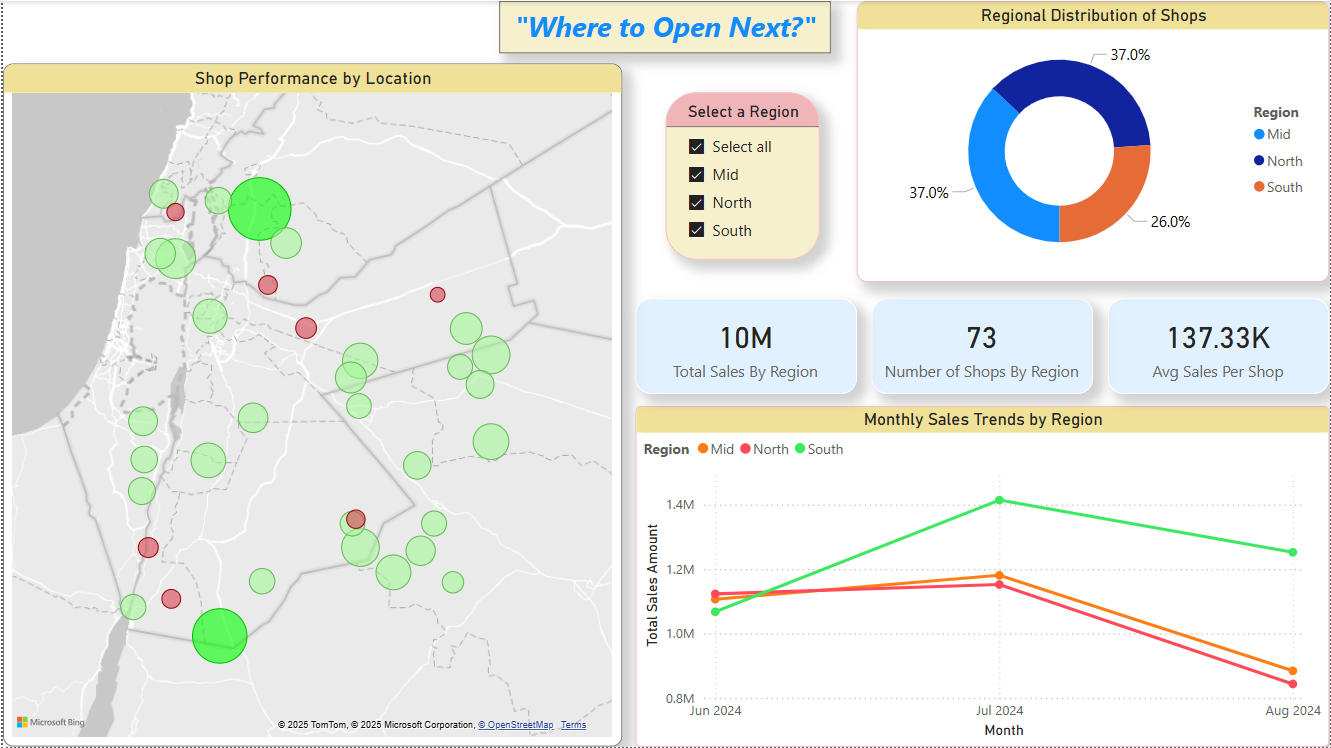 "Where to Open Next?"
Shop Performance by Location
Microsoft Bing
© 2025 TomTom, © 2025 Microsoft Corporation, © OpenStreetMap Terms
Select a Region
Select all
Mid
North
South
Regional Distribution of Shops
37.0%
37.0%
26.0%
Region
Mid
North
South
10M
Total Sales By Region
73
Number of Shops By Region
137.33K
Avg Sales Per Shop
Monthly Sales Trends by Region
Region Mid North South
Total Sales Amount
1.4M
1.2M
1.0M
0.8M
Jun 2024 Jul 2024 Aug 2024
Month